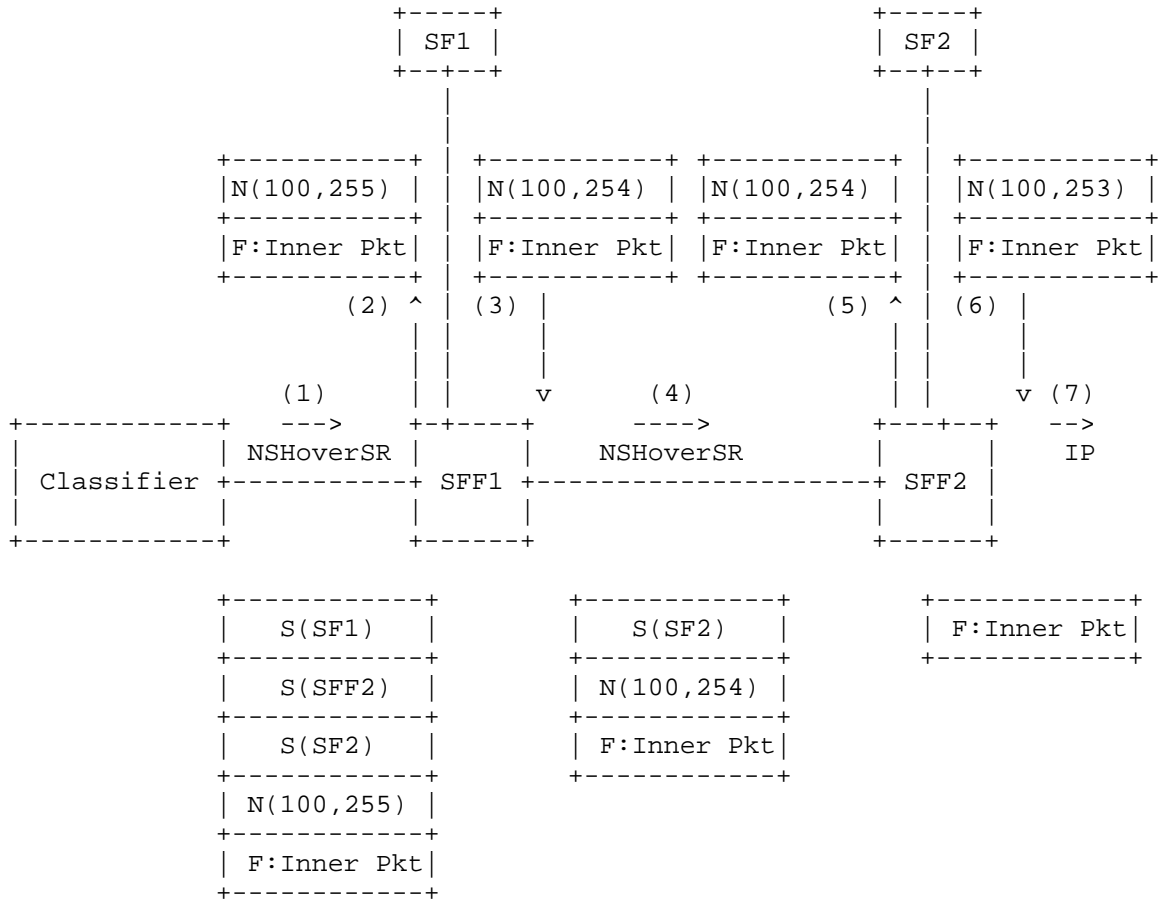 SF1 SF2
N(100,255) N(100,254) N(100,254) N(100,253)
F:Inner Pkt F:Inner Pkt F:Inner Pkt F:Inner Pkt
(2) (3) (5) (6)
(1) (4) (7)
NSHoverSR NSHoverSR IP
Classifier SFF1 SFF2
S(SF1) S(SF2) F:Inner Pkt
S(SFF2) N(100,254)
S(SF2) F:Inner Pkt
N(100,255)
F:Inner Pkt